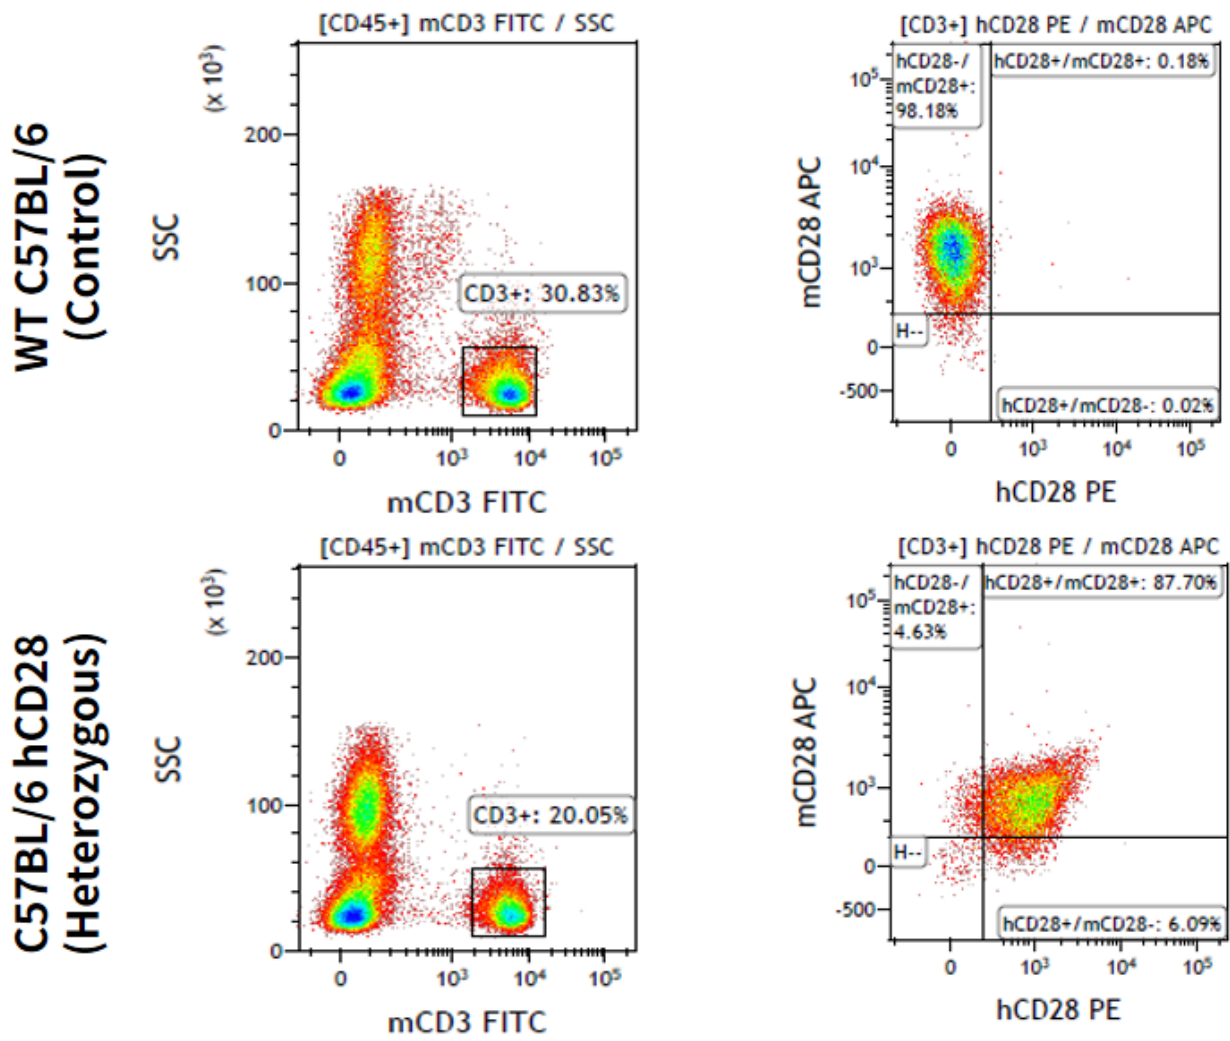 WT C57BL/6
(Control)
[CD45+] mCD3 FITC / SSC
(x 10³)
SSC
200
100
0
CD3+: 30.83%
0
10³
10⁴
10⁵
mCD3 FITC
[CD3+] hCD28 PE / mCD28 APC
mCD28 APC
10⁵
10⁴
10³
0
-500
hCD28-/
mCD28+:
98.18%
hCD28+/mCD28+: 0.18%
H--
hCD28+/mCD28-: 0.02%
0
10³
10⁴
10⁵
hCD28 PE
C57BL/6 hCD28
(Heterozygous)
[CD45+] mCD3 FITC / SSC
(x 10³)
SSC
200
100
0
CD3+: 20.05%
0
10³
10⁴
10⁵
mCD3 FITC
[CD3+] hCD28 PE / mCD28 APC
mCD28 APC
10⁵
10⁴
10³
0
-500
hCD28-/
mCD28+:
4.63%
hCD28+/mCD28+: 87.70%
H--
hCD28+/mCD28-: 6.09%
0
10³
10⁴
10⁵
hCD28 PE